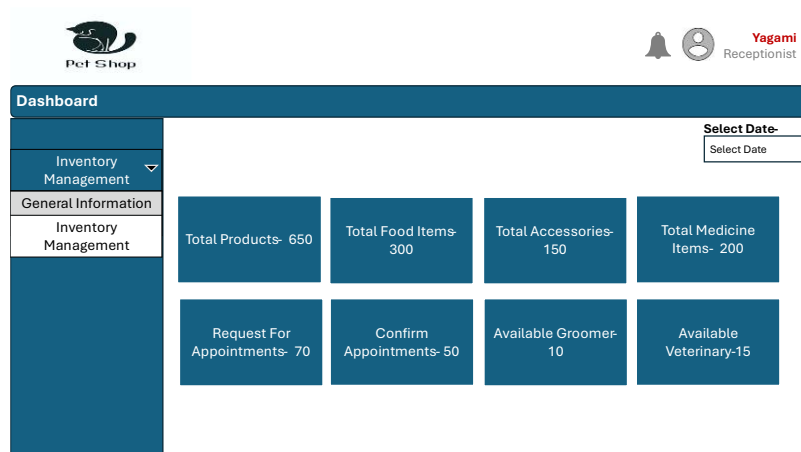 Pet Shop
Yagami
Receptionist
Dashboard
Select Date-
Select Date
Inventory
Management
General Information
Inventory
Management
Total Products- 650
Total Food Items-
300
Total Accessories-
150
Total Medicine
Items- 200
Request For
Appointments- 70
Confirm
Appointments- 50
Available Groomer-
10
Available
Veterinary-15